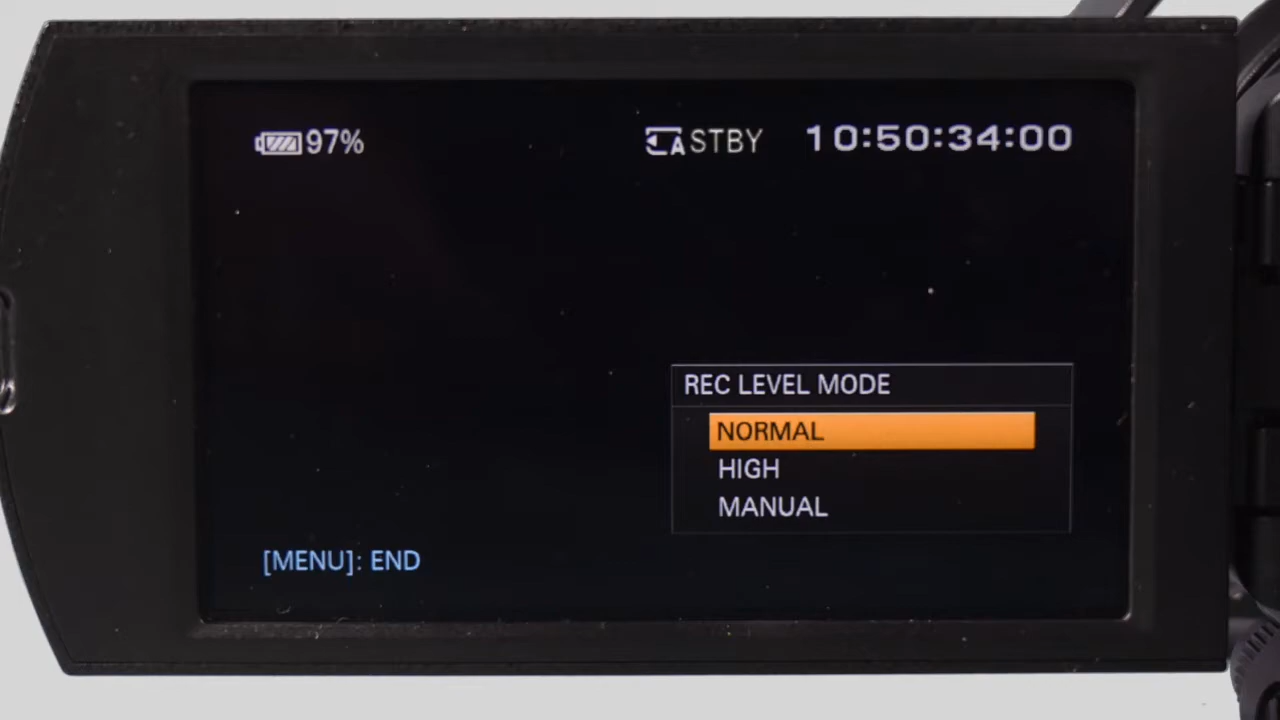 97%
A STBY 10:50:34:00
REC LEVEL MODE
NORMAL
HIGH
MANUAL
[MENU]: END